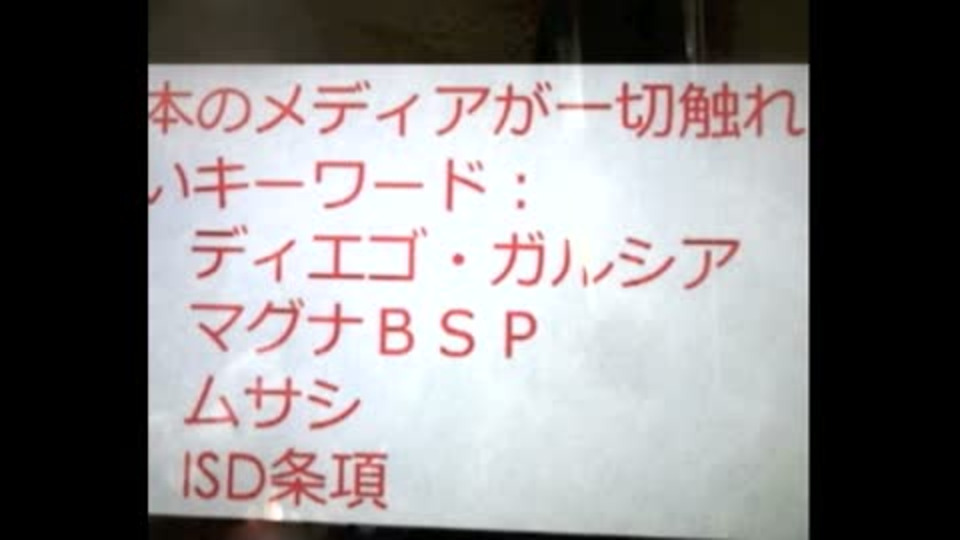 本のメディアが一切触れ
いキーワード：
ディエゴ・ガルシア
マグナＢＳＰ
ムサシ
ISD条項